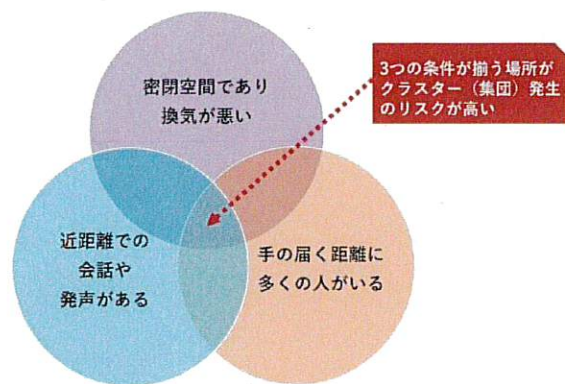 密閉空間であり
換気が悪い
3つの条件が揃う場所が
クラスター（集団）発生
のリスクが高い
近距離での
会話や
発声がある
手の届く距離に
多くの人がいる